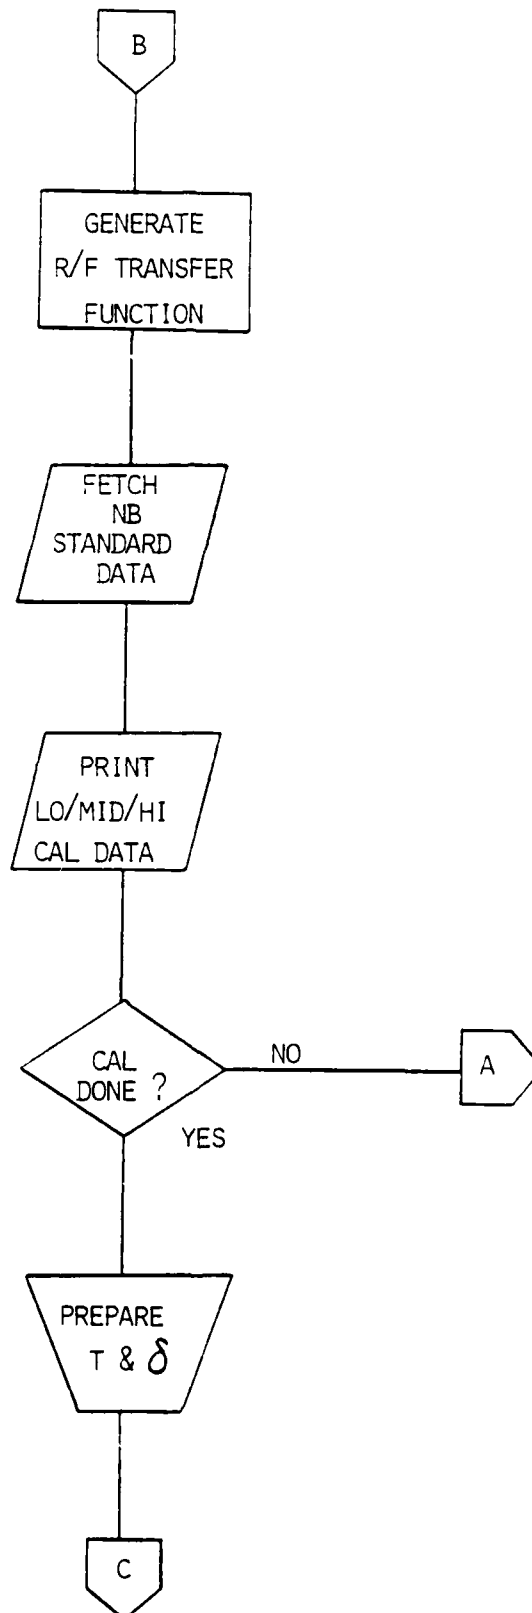 B
GENERATE
R/F TRANSFER
FUNCTION
FETCH
NB
STANDARD
DATA
PRINT
LO/MID/HI
CAL DATA
CAL
DONE ?
NO
A
YES
PREPARE
T & δ
C